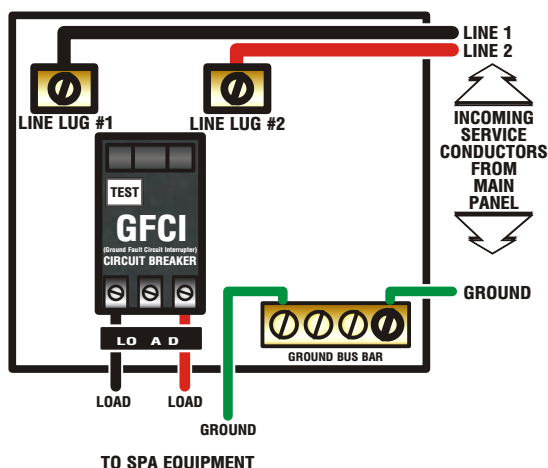 LINE 1
LINE 2
LINE LUG #1
LINE LUG #2
INCOMING
SERVICE
CONDUCTORS
FROM
MAIN
PANEL
TEST
GFCI
(Ground Fault Circuit Interrupter)
CIRCUIT BREAKER
GROUND
LO A D
GROUND BUS BAR
LOAD
LOAD
GROUND
TO SPA EQUIPMENT